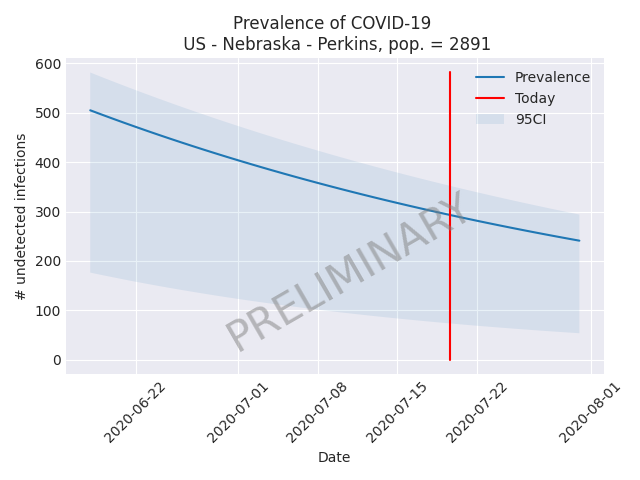 Prevalence of COVID-19
US - Nebraska - Perkins, pop. = 2891
600
500
400
300
200
100
0
# undetected infections
Prevalence
Today
95CI
PRELIMINARY
2020-06-22
2020-07-01
2020-07-08
2020-07-15
2020-07-22
2020-08-01
Date